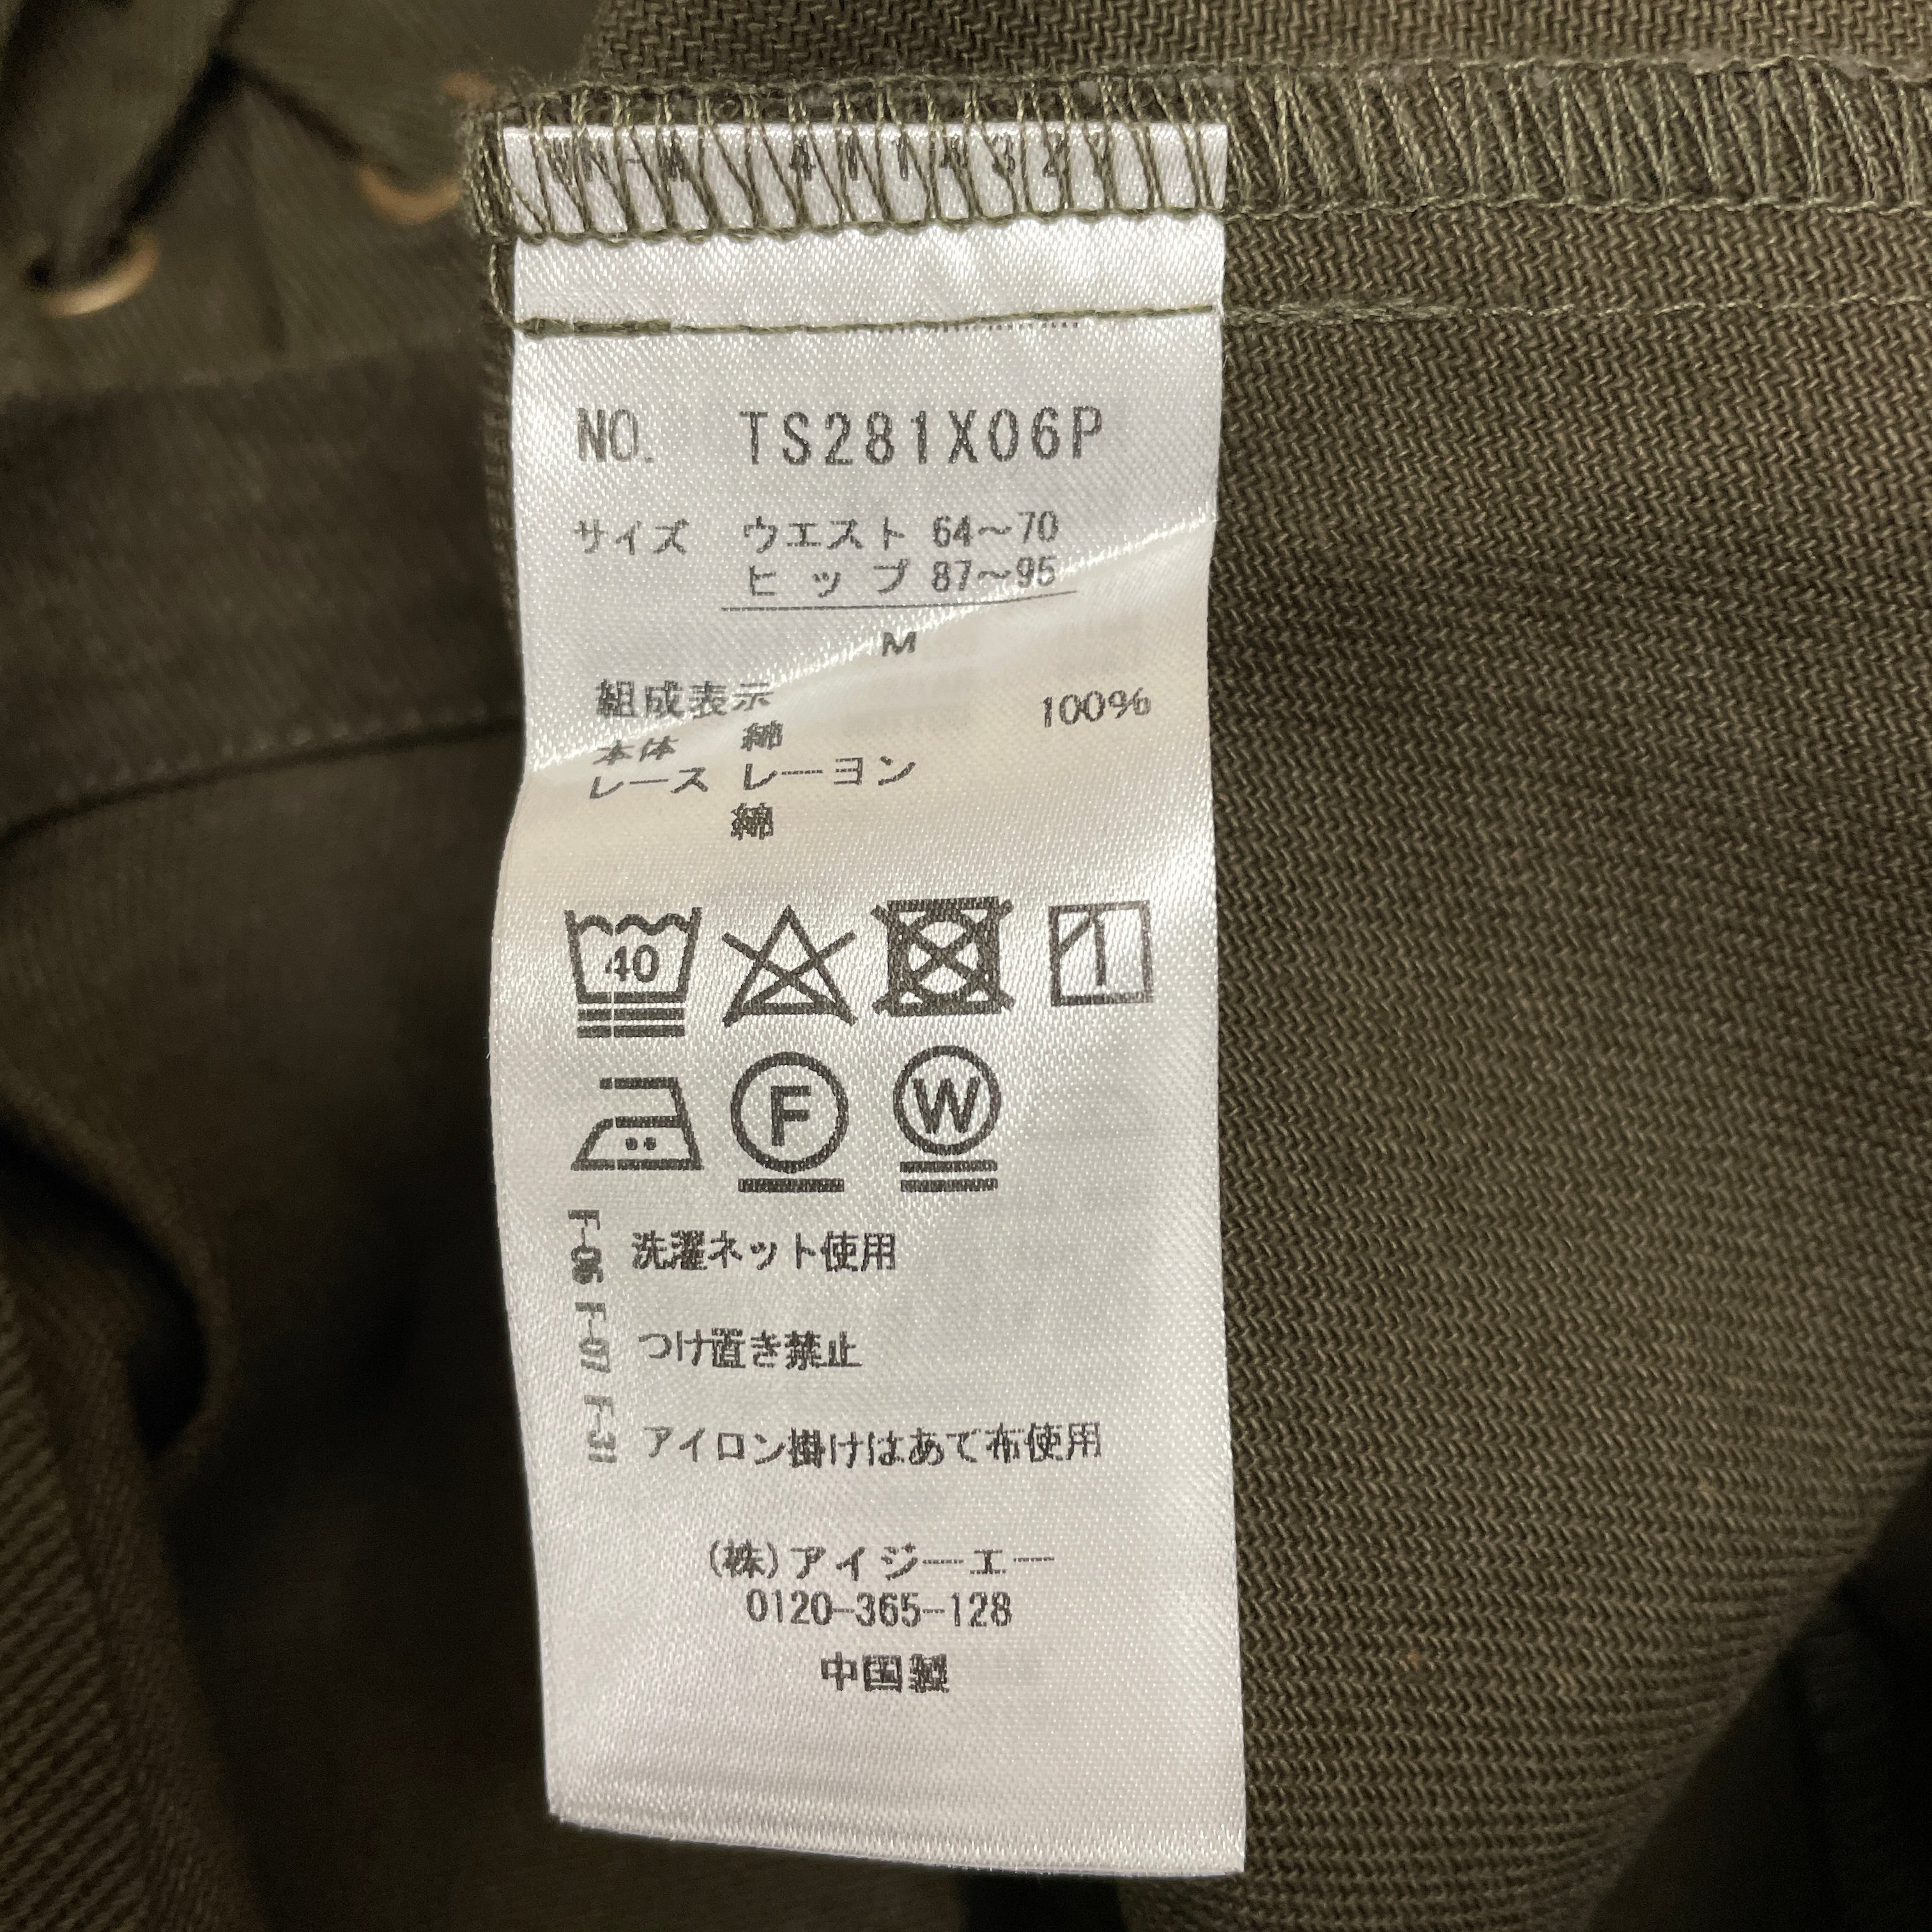 NO. TS281X06P
サイズ ウエスト 64～70
ヒップ 87～95
M
組成表示
本体 綿 100%
レース レーヨン
綿
40
F
W
F-06 洗濯ネット使用
F-07 つけ置き禁止
F-31 アイロン掛けはあて布使用
(株)アイジーエー
0120-365-128
中国製